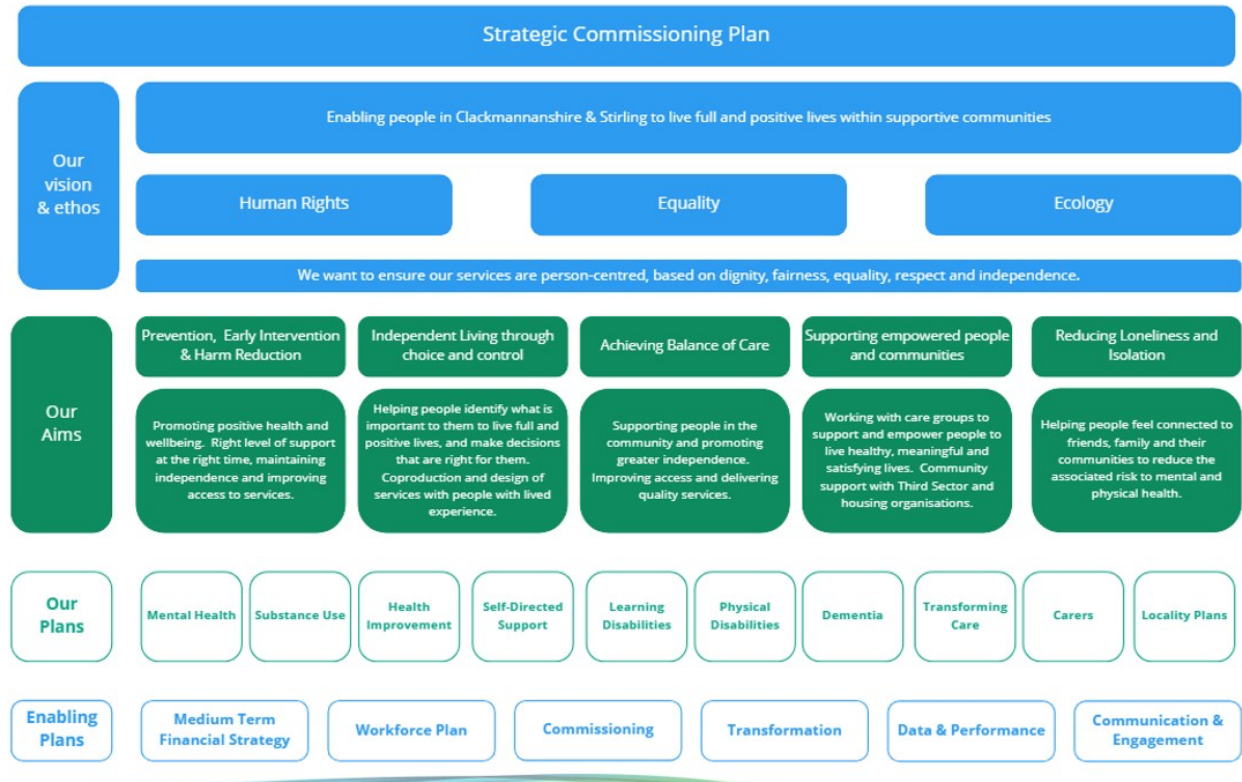 Strategic Commissioning Plan
Our
vision
& ethos
Enabling people in Clackmannanshire & Stirling to live full and positive lives within supportive communities
Human Rights
Equality
Ecology
We want to ensure our services are person-centred, based on dignity, fairness, equality, respect and independence.
Our
Aims
Prevention, Early Intervention
& Harm Reduction
Independent Living through
choice and control
Achieving Balance of Care
Supporting empowered people
and communities
Reducing Loneliness and
Isolation
Promoting positive health and
wellbeing. Right level of support
at the right time, maintaining
independence and improving
access to services.
Helping people identify what is
important to them to live full and
positive lives, and make decisions
that are right for them.
Coproduction and design of
services with people with lived
experience.
Supporting people in the
community and promoting
greater independence.
Improving access and delivering
quality services.
Working with care groups to
support and empower people to
live healthy, meaningful and
satisfying lives. Community
support with Third Sector and
housing organisations.
Helping people feel connected to
friends, family and their
communities to reduce the
associated risk to mental and
physical health.
Our
Plans
Mental Health
Substance Use
Health
Improvement
Self-Directed
Support
Learning
Disabilities
Physical
Disabilities
Dementia
Transforming
Care
Carers
Locality Plans
Enabling
Plans
Medium Term
Financial Strategy
Workforce Plan
Commissioning
Transformation
Data & Performance
Communication &
Engagement